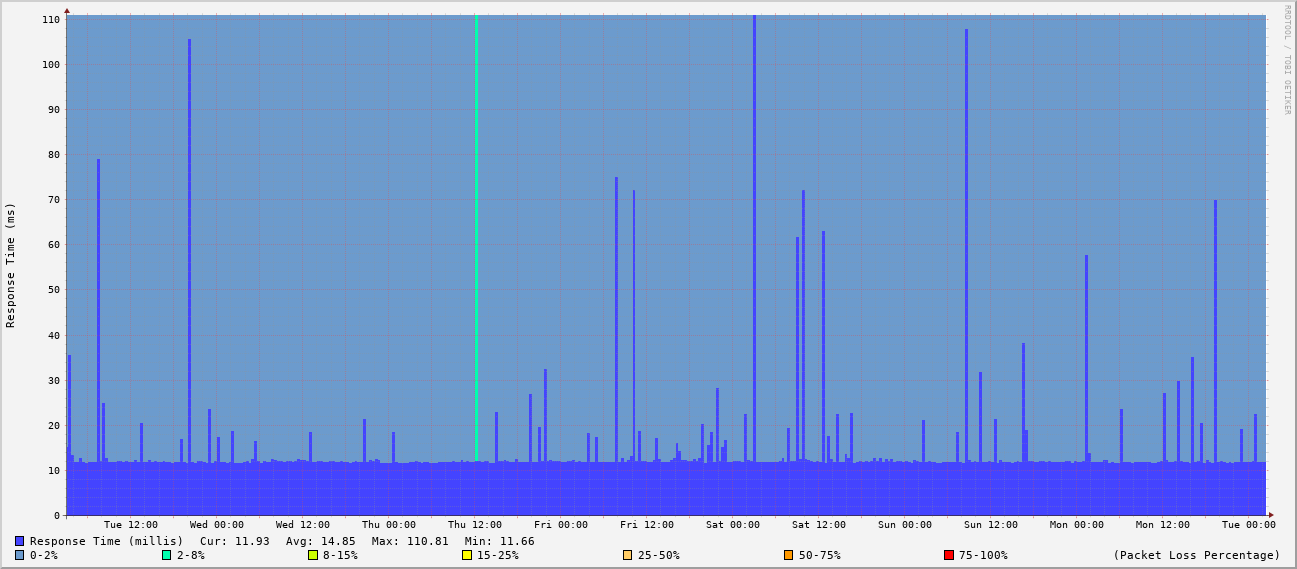 RRDTOOL / TOBI OETIKER
Response Time (ms)
110
100
90
80
70
60
50
40
30
20
10
0
Tue 12:00 Wed 00:00 Wed 12:00 Thu 00:00 Thu 12:00 Fri 00:00 Fri 12:00 Sat 00:00 Sat 12:00 Sun 00:00 Sun 12:00 Mon 00:00 Mon 12:00 Tue 00:00
Response Time (millis) Cur: 11.93 Avg: 14.85 Max: 110.81 Min: 11.66
0-2% 2-8% 8-15% 15-25% 25-50% 50-75% 75-100% (Packet Loss Percentage)